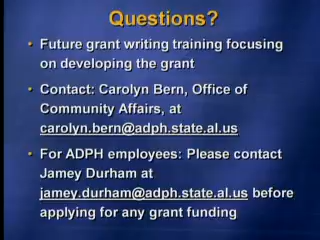 Questions?
• Future grant writing training focusing
on developing the grant
• Contact: Carolyn Bern, Office of
Community Affairs, at
carolyn.bern@adph.state.al.us
• For ADPH employees: Please contact
Jamey Durham at
jamey.durham@adph.state.al.us before
applying for any grant funding